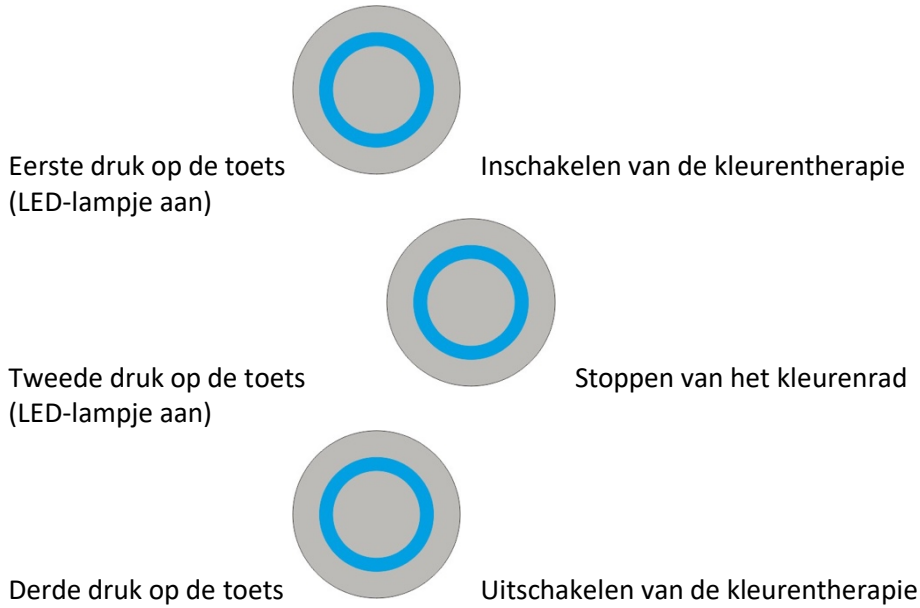 Eerste druk op de toets Inschakelen van de kleurentherapie
(LED-lampje aan)
Tweede druk op de toets Stoppen van het kleurenrad
(LED-lampje aan)
Derde druk op de toets Uitschakelen van de kleurentherapie